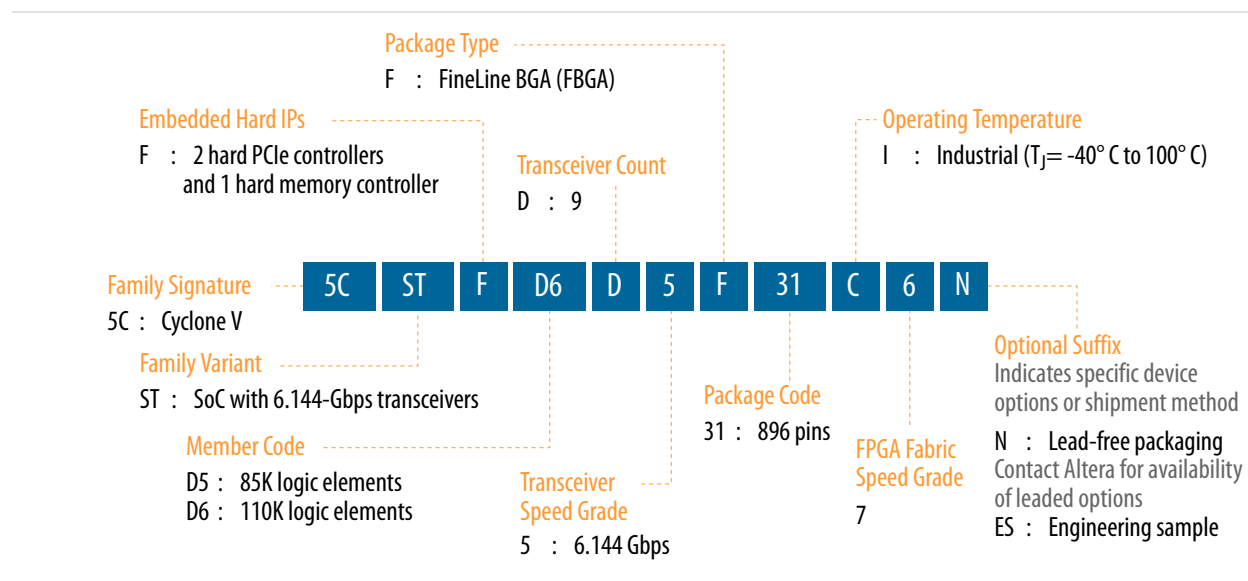 Package Type
F : FineLine BGA (FBGA)
Embedded Hard IPs
F : 2 hard PCIe controllers
and 1 hard memory controller
Transceiver Count
D : 9
Operating Temperature
I : Industrial (TJ= -40° C to 100° C)
5C ST F D6 D 5 F 31 C 6 N
Family Signature
5C : Cyclone V
Family Variant
ST : SoC with 6.144-Gbps transceivers
Member Code
D5 : 85K logic elements
D6 : 110K logic elements
Transceiver
Speed Grade
5 : 6.144 Gbps
Package Code
31 : 896 pins
FPGA Fabric
Speed Grade
7
Optional Suffix
Indicates specific device
options or shipment method
N : Lead-free packaging
Contact Altera for availability
of leaded options
ES : Engineering sample